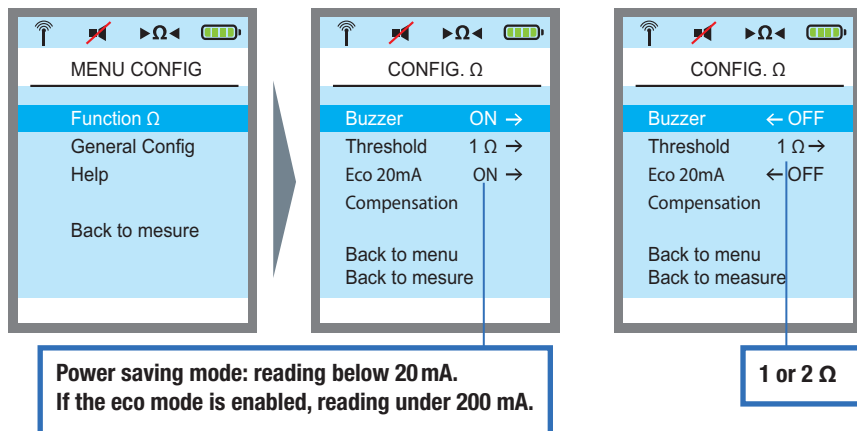 ▸Ω◂
MENU CONFIG
Function Ω
General Config
Help
Back to mesure
▸Ω◂
CONFIG. Ω
Buzzer ON →
Threshold 1 Ω →
Eco 20mA ON →
Compensation
Back to menu
Back to mesure
▸Ω◂
CONFIG. Ω
Buzzer ← OFF
Threshold 1 Ω →
Eco 20mA ← OFF
Compensation
Back to menu
Back to measure
Power saving mode: reading below 20 mA.
If the eco mode is enabled, reading under 200 mA.
1 or 2 Ω